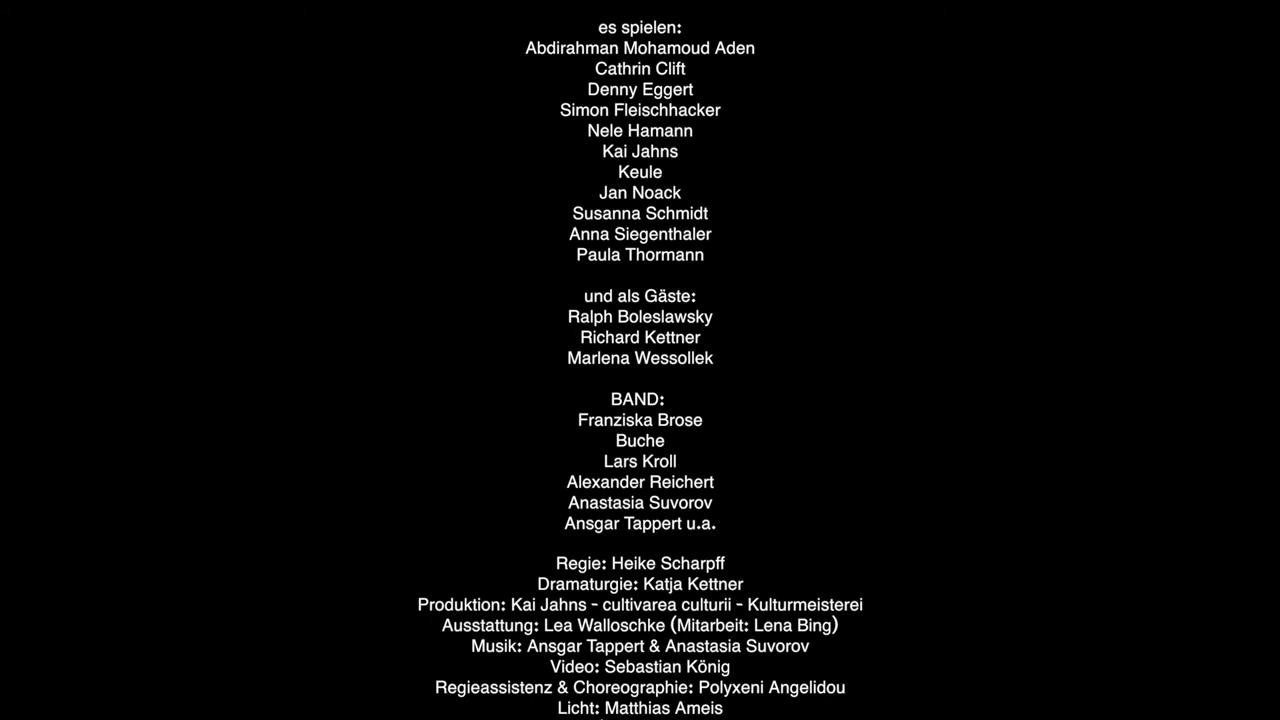 es spielen:
Abdirahman Mohamoud Aden
Cathrin Clift
Denny Eggert
Simon Fleischhacker
Nele Hamann
Kai Jahns
Keule
Jan Noack
Susanna Schmidt
Anna Siegenthaler
Paula Thormann
und als Gäste:
Ralph Boleslawsky
Richard Kettner
Marlena Wessollek
BAND:
Franziska Brose
Buche
Lars Kroll
Alexander Reichert
Anastasia Suvorov
Ansgar Tappert u.a.
Regie: Heike Scharpff
Dramaturgie: Katja Kettner
Produktion: Kai Jahns - cultivarea culturii - Kulturmeisterei
Ausstattung: Lea Walloschke (Mitarbeit: Lena Bing)
Musik: Ansgar Tappert & Anastasia Suvorov
Video: Sebastian König
Regieassistenz & Choreographie: Polyxeni Angelidou
Licht: Matthias Ameis